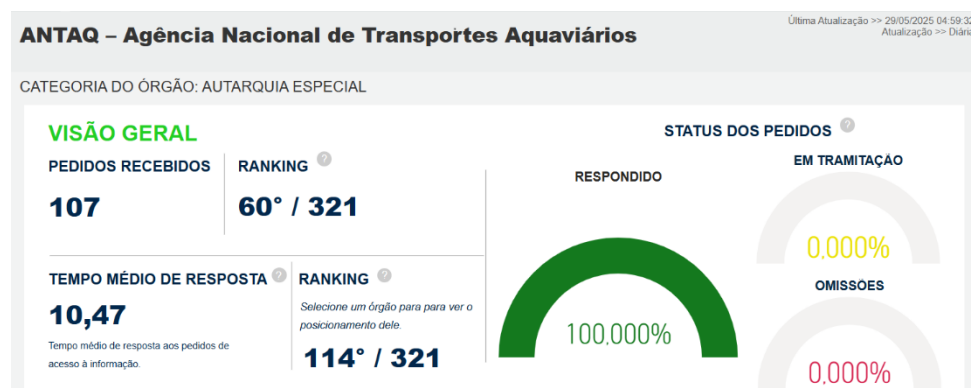 Última Atualização >> 29/05/2025 04:59:32
Atualização >> Diária
ANTAQ – Agência Nacional de Transportes Aquaviários
CATEGORIA DO ÓRGÃO: AUTARQUIA ESPECIAL
VISÃO GERAL
PEDIDOS RECEBIDOS
107
RANKING ?
60° / 321
TEMPO MÉDIO DE RESPOSTA ?
10,47
Tempo médio de resposta aos pedidos de
acesso à informação.
RANKING ?
Selecione um órgão para para ver o
posicionamento dele.
114° / 321
STATUS DOS PEDIDOS ?
RESPONDIDO
100,000%
EM TRAMITAÇÃO
0,000%
OMISSÕES
0,000%